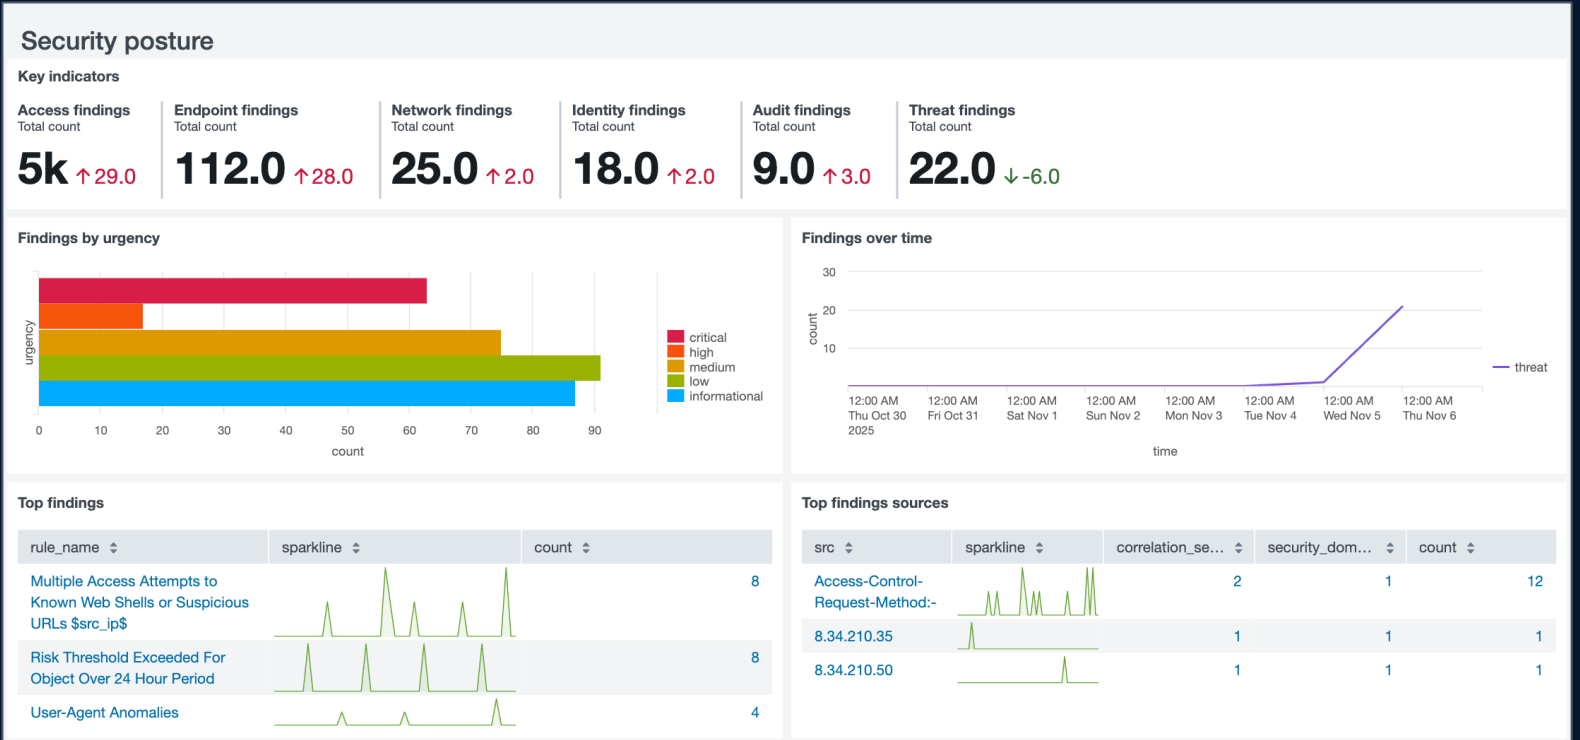 Security posture
Key indicators
Access findings
Total count
5k ↑29.0
Endpoint findings
Total count
112.0 ↑28.0
Network findings
Total count
25.0 ↑2.0
Identity findings
Total count
18.0 ↑2.0
Audit findings
Total count
9.0 ↑3.0
Threat findings
Total count
22.0 ↓-6.0
Findings by urgency
urgency
0 10 20 30 40 50 60 70 80 90
count
critical
high
medium
low
informational
Findings over time
count
30
20
10
12:00 AM 12:00 AM 12:00 AM 12:00 AM 12:00 AM 12:00 AM 12:00 AM 12:00 AM
Thu Oct 30 Fri Oct 31 Sat Nov 1 Sun Nov 2 Mon Nov 3 Tue Nov 4 Wed Nov 5 Thu Nov 6
2025
time
threat
Top findings
rule_name sparkline count
Multiple Access Attempts to 8
Known Web Shells or Suspicious
URLs $src_ip$
Risk Threshold Exceeded For 8
Object Over 24 Hour Period
User-Agent Anomalies 4
Top findings sources
src sparkline correlation_se... security_dom... count
Access-Control- 2 1 12
Request-Method:-
8.34.210.35 1 1 1
8.34.210.50 1 1 1